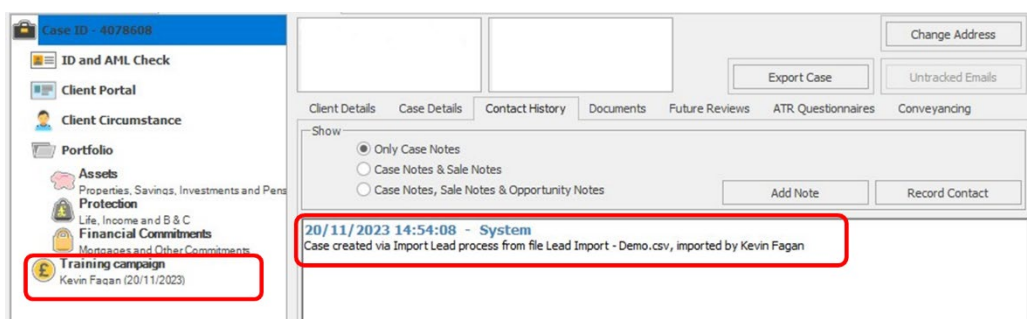 Case ID - 4078608
ID and AML Check
Client Portal
Client Circumstance
Portfolio
Assets
Properties, Savings, Investments and Pens
Protection
Life, Income and B & C
Financial Commitments
Mortgages and Other Commitments
Training campaign
Kevin Fagan (20/11/2023)
Change Address
Export Case
Untracked Emails
Client Details
Case Details
Contact History
Documents
Future Reviews
ATR Questionnaires
Conveyancing
Show
Only Case Notes
Case Notes & Sale Notes
Case Notes, Sale Notes & Opportunity Notes
Add Note
Record Contact
20/11/2023 14:54:08 - System
Case created via Import Lead process from file Lead Import - Demo.csv, imported by Kevin Fagan